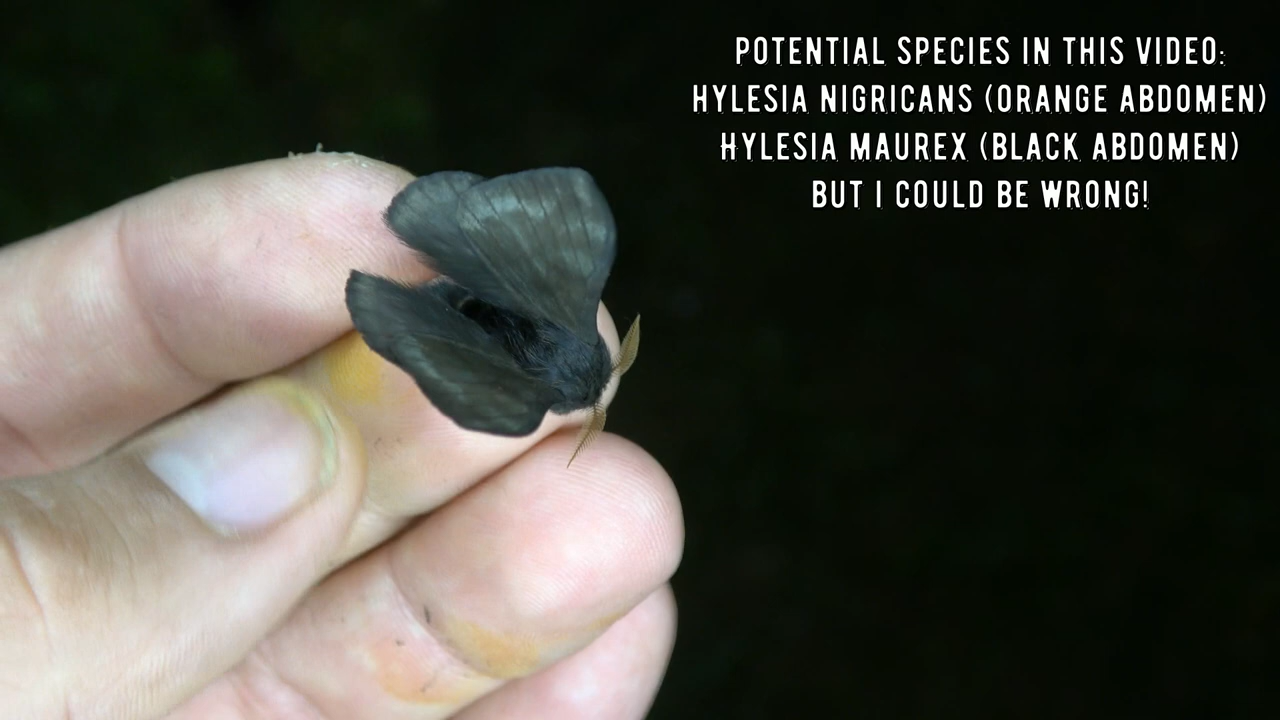 POTENTIAL SPECIES IN THIS VIDEO:
HYLESIA NIGRICANS (ORANGE ABDOMEN)
HYLESIA MAUREX (BLACK ABDOMEN)
BUT I COULD BE WRONG!